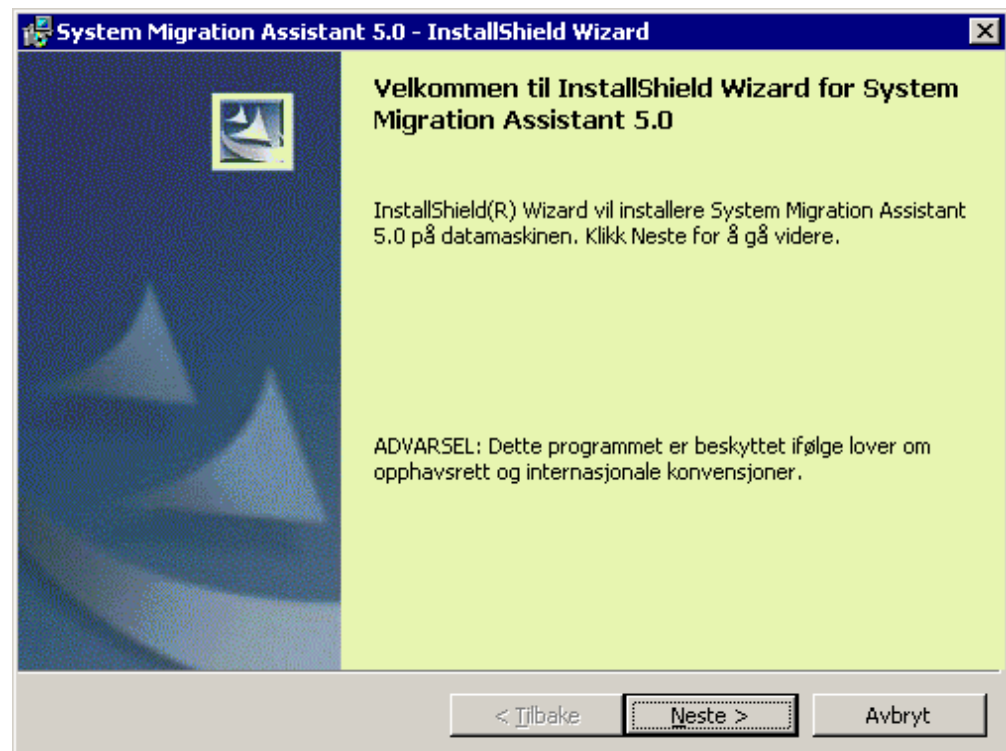 System Migration Assistant 5.0 - InstallShield Wizard
Velkommen til InstallShield Wizard for System
Migration Assistant 5.0
InstallShield(R) Wizard vil installere System Migration Assistant
5.0 på datamaskinen. Klikk Neste for å gå videre.
ADVARSEL: Dette programmet er beskyttet ifølge lover om
opphavsrett og internasjonale konvensjoner.
< Tilbake
Neste >
Avbryt